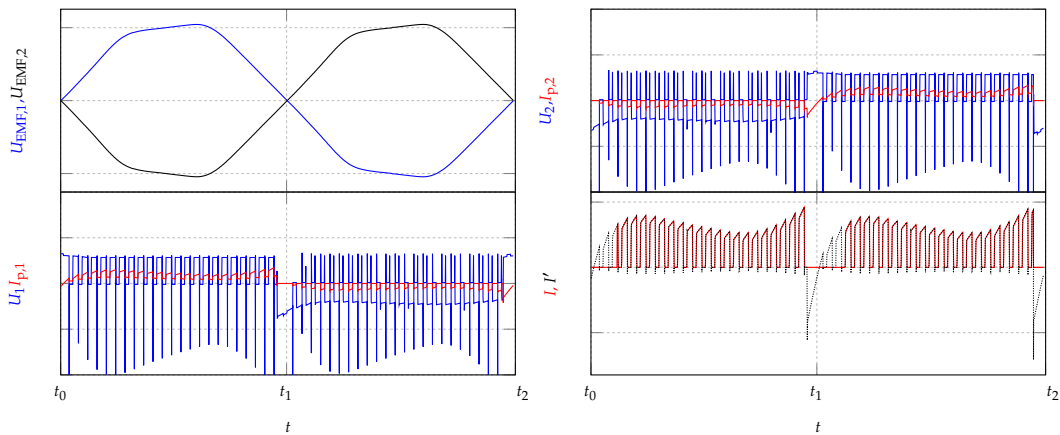 U_EMF,1,U_EMF,2
U_1 I_p,1
t_0 t_1 t_2
t
U_2,I_p,2
I, I′
t_0 t_1 t_2
t